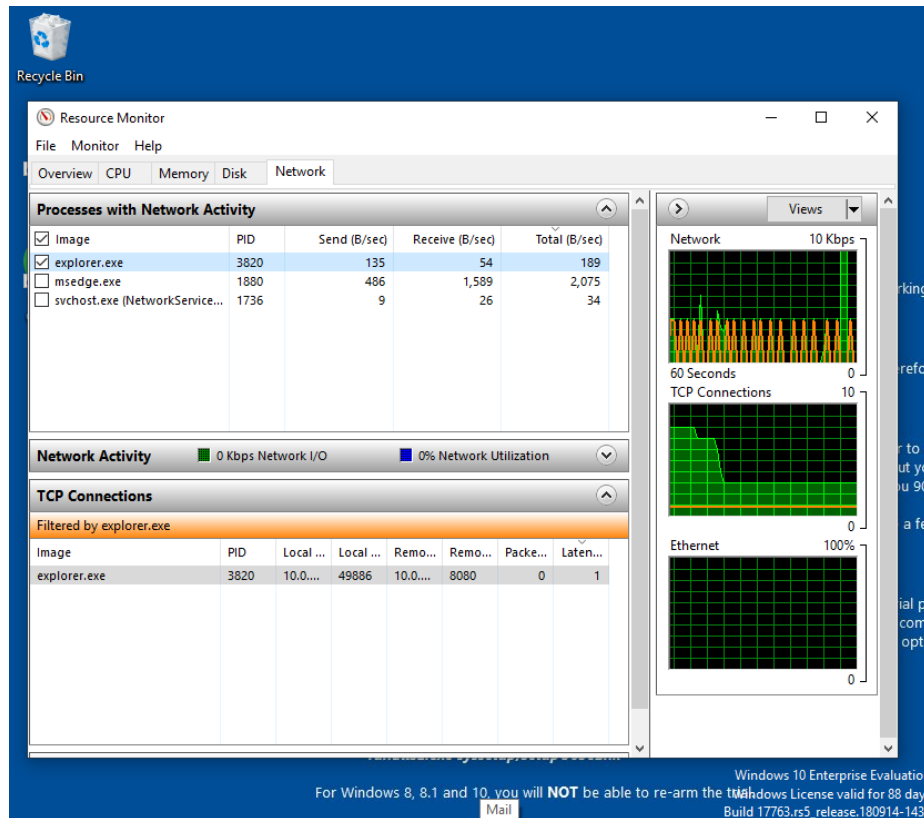 Recycle Bin
Resource Monitor
File Monitor Help
Overview CPU Memory Disk Network
Processes with Network Activity
Image PID Send (B/sec) Receive (B/sec) Total (B/sec)
explorer.exe 3820 135 54 189
msedge.exe 1880 486 1,589 2,075
svchost.exe (NetworkService... 1736 9 26 34
Network Activity 0 Kbps Network I/O 0% Network Utilization
TCP Connections
Filtered by explorer.exe
Image PID Local ... Local ... Remo... Remo... Packe... Laten...
explorer.exe 3820 10.0.... 49886 10.0.... 8080 0 1
Views
Network 10 Kbps
60 Seconds 0
TCP Connections 10
0
Ethernet 100%
0
For Windows 8, 8.1 and 10, you will NOT be able to re-arm the trial.
Mail
Windows 10 Enterprise Evaluatio
Windows License valid for 88 day
Build 17763.rs5_release.180914-143